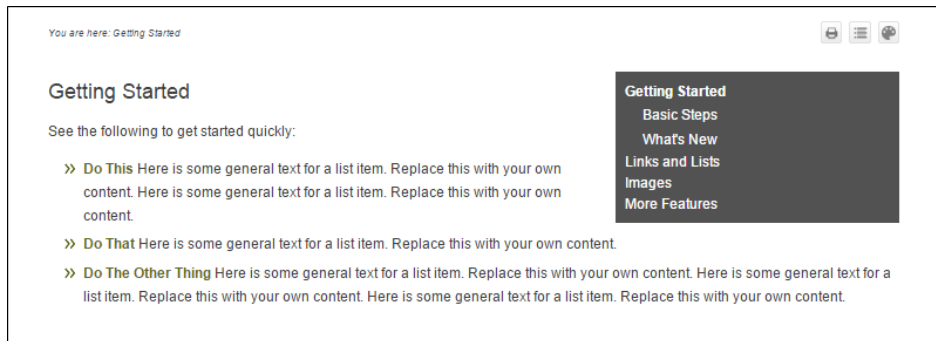 You are here: Getting Started
Getting Started
See the following to get started quickly:
» Do This Here is some general text for a list item. Replace this with your own
content. Here is some general text for a list item. Replace this with your own
content.
» Do That Here is some general text for a list item. Replace this with your own content.
» Do The Other Thing Here is some general text for a list item. Replace this with your own content. Here is some general text for a
list item. Replace this with your own content. Here is some general text for a list item. Replace this with your own content.
Getting Started
Basic Steps
What's New
Links and Lists
Images
More Features